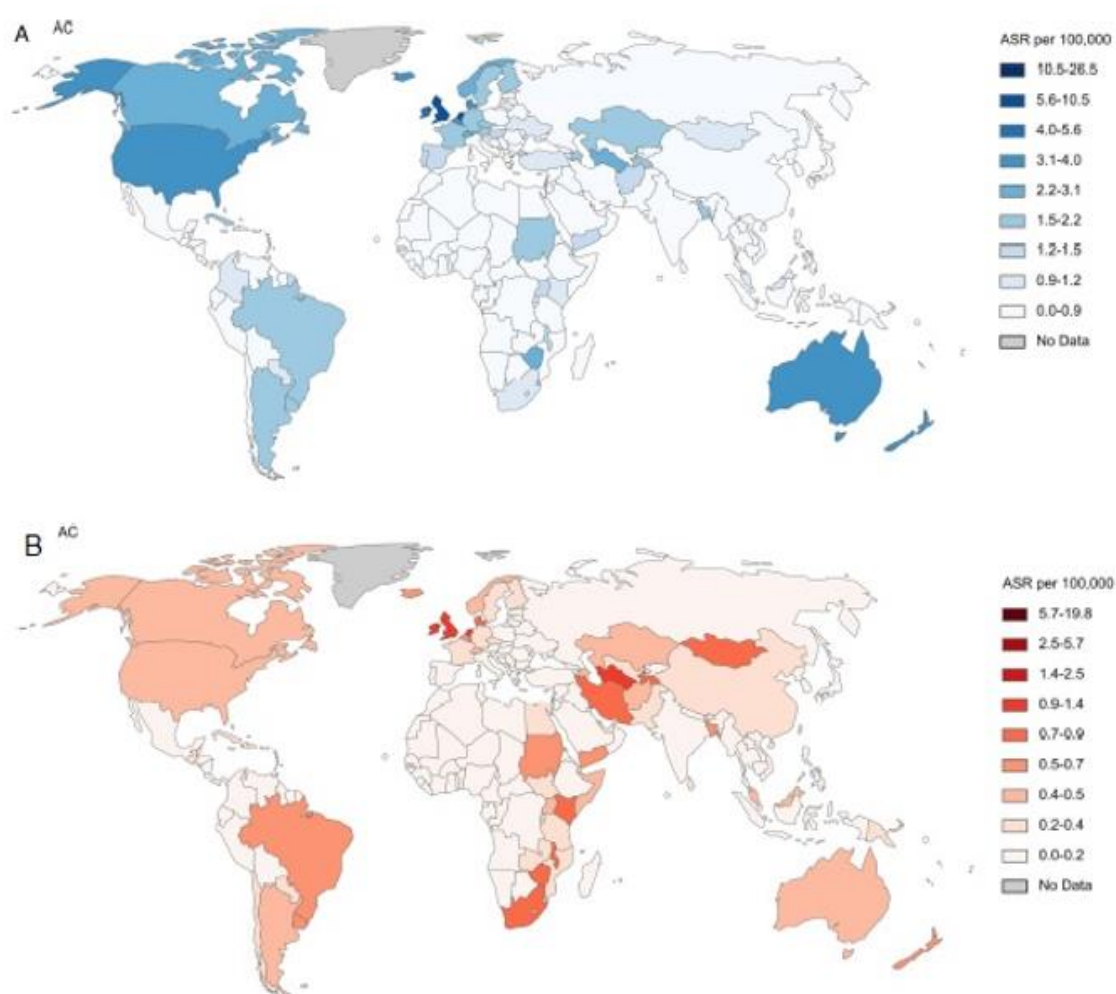 A
AC
ASR per 100,000
10.5-26.5
5.6-10.5
4.0-5.6
3.1-4.0
2.2-3.1
1.5-2.2
1.2-1.5
0.9-1.2
0.0-0.9
No Data
B
AC
ASR per 100,000
5.7-19.8
2.5-5.7
1.4-2.5
0.9-1.4
0.7-0.9
0.5-0.7
0.4-0.5
0.2-0.4
0.0-0.2
No Data